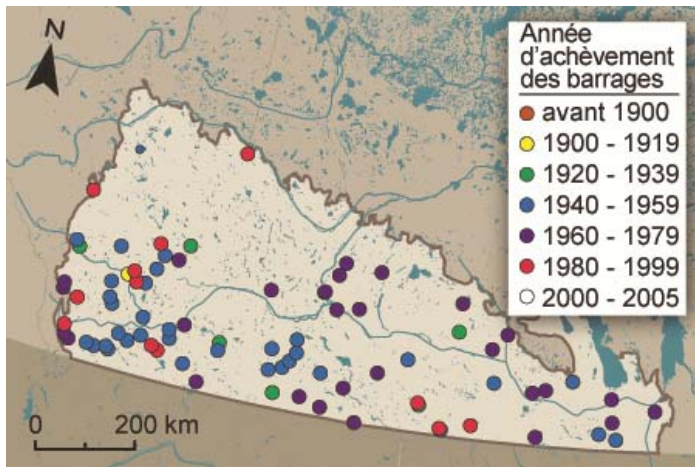 N
Année
d'achèvement
des barrages
avant 1900
1900 - 1919
1920 - 1939
1940 - 1959
1960 - 1979
1980 - 1999
2000 - 2005
0 200 km